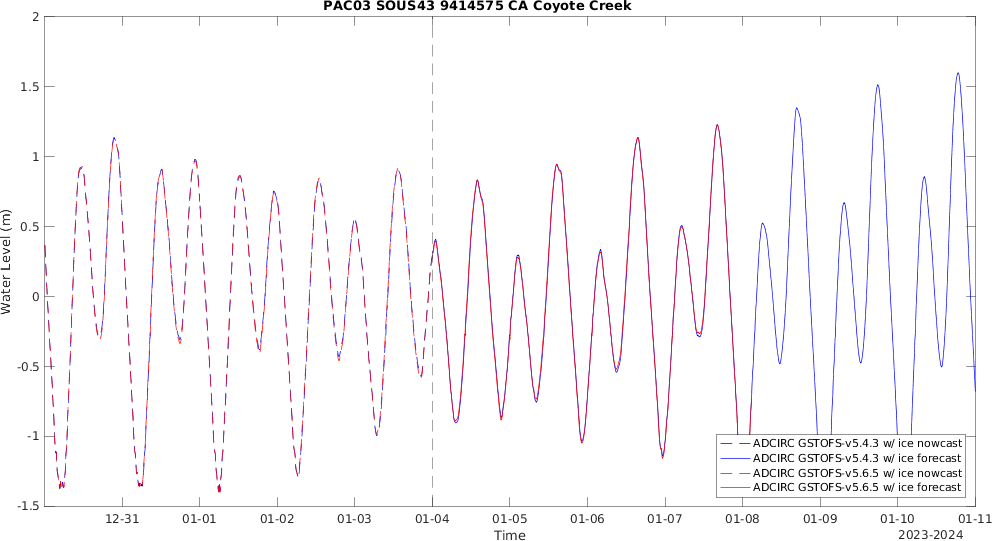 PAC03 SOUS43 9414575 CA Coyote Creek
2
1.5
1
0.5
0
-0.5
-1
-1.5
Water Level (m)
ADCIRC GSTOFS-v5.4.3 w/ ice nowcast
ADCIRC GSTOFS-v5.4.3 w/ ice forecast
ADCIRC GSTOFS-v5.6.5 w/ ice nowcast
ADCIRC GSTOFS-v5.6.5 w/ ice forecast
12-31 01-01 01-02 01-03 01-04 01-05 01-06 01-07 01-08 01-09 01-10 01-11
Time
2023-2024